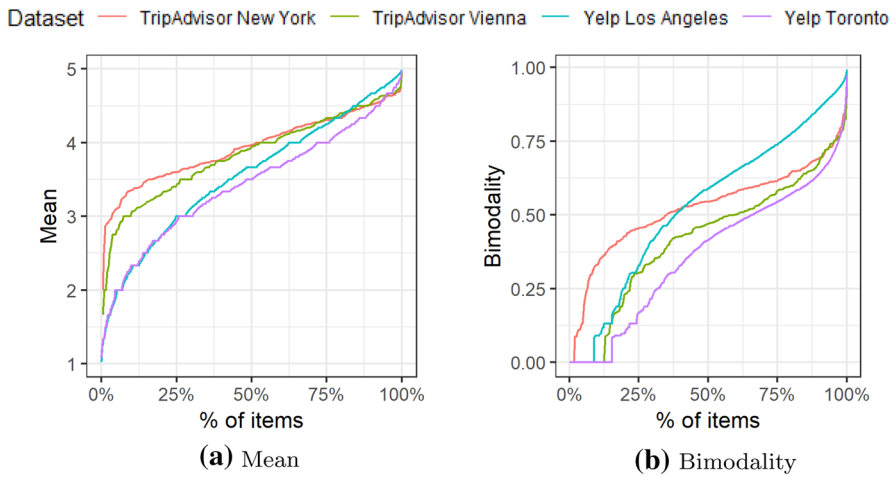 Dataset TripAdvisor New York TripAdvisor Vienna Yelp Los Angeles Yelp Toronto
5
4
3
2
1
Mean
0% 25% 50% 75% 100%
% of items
(a) Mean
1.00
0.75
0.50
0.25
0.00
Bimodality
0% 25% 50% 75% 100%
% of items
(b) Bimodality